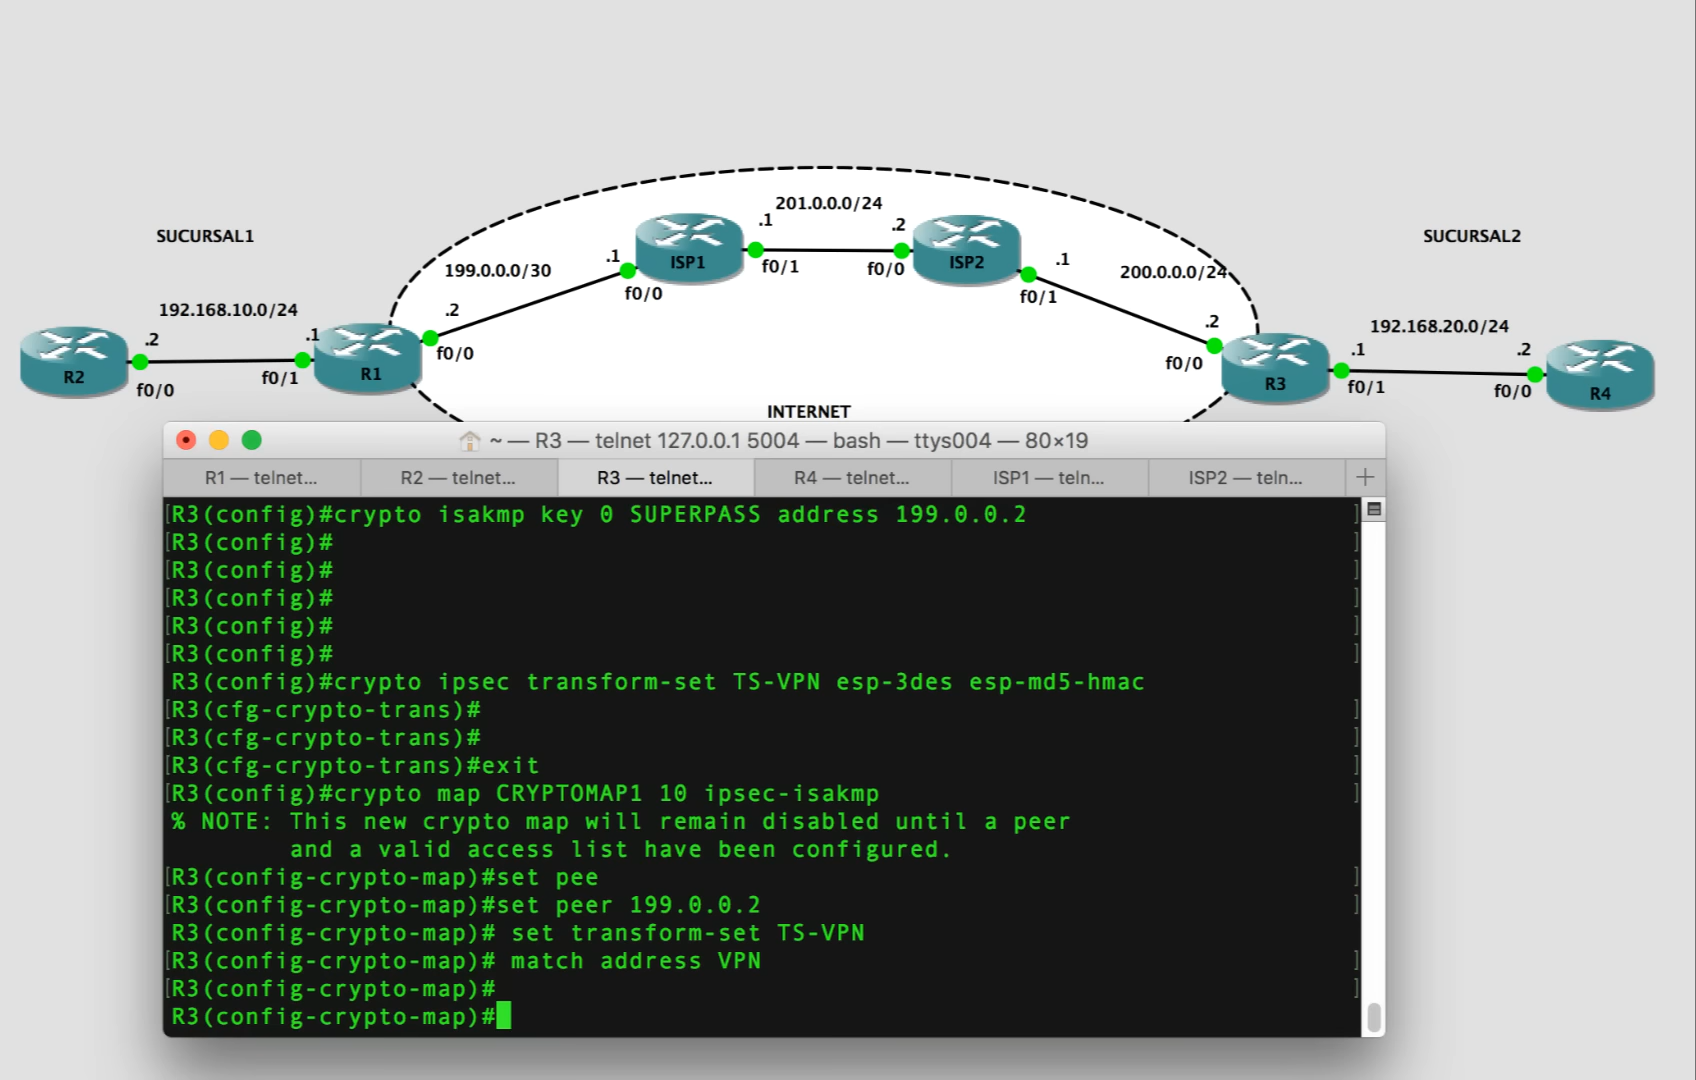 201.0.0.0/24
.1
.2
SUCURSAL1
SUCURSAL2
ISP1
f0/1
f0/0
ISP2
.1
.1
199.0.0.0/30
200.0.0.0/24
f0/0
f0/1
192.168.10.0/24
.2
.2
192.168.20.0/24
.2
.1
.1
.2
R2
f0/0
f0/1
R1
f0/0
f0/0
R3
f0/1
f0/0
R4
INTERNET
~ — R3 — telnet 127.0.0.1 5004 — bash — ttys004 — 80×19
R1 — telnet...
R2 — telnet...
R3 — telnet...
R4 — telnet...
ISP1 — teln...
ISP2 — teln...
+
[R3(config)#crypto isakmp key 0 SUPERPASS address 199.0.0.2 ]
[R3(config)# ]
[R3(config)# ]
[R3(config)# ]
[R3(config)# ]
[R3(config)# ]
R3(config)#crypto ipsec transform-set TS-VPN esp-3des esp-md5-hmac
[R3(cfg-crypto-trans)# ]
[R3(cfg-crypto-trans)# ]
[R3(cfg-crypto-trans)#exit ]
[R3(config)#crypto map CRYPTOMAP1 10 ipsec-isakmp ]
% NOTE: This new crypto map will remain disabled until a peer
and a valid access list have been configured.
[R3(config-crypto-map)#set pee ]
[R3(config-crypto-map)#set peer 199.0.0.2 ]
R3(config-crypto-map)# set transform-set TS-VPN
[R3(config-crypto-map)# match address VPN ]
[R3(config-crypto-map)# ]
R3(config-crypto-map)#